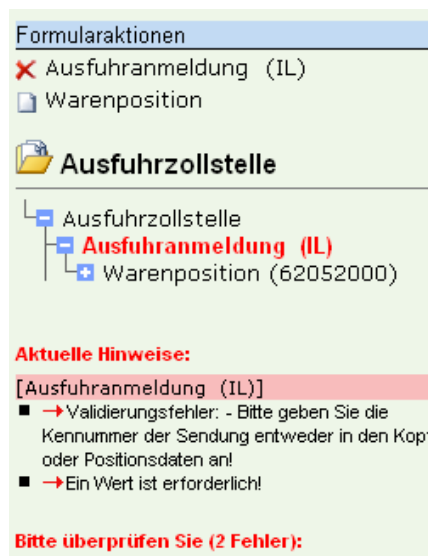 Formularaktionen
Ausfuhranmeldung (IL)
Warenposition
Ausfuhrzollstelle
Ausfuhrzollstelle
Ausfuhranmeldung (IL)
Warenposition (62052000)
Aktuelle Hinweise:
[Ausfuhranmeldung (IL)]
→Validierungsfehler: - Bitte geben Sie die
Kennummer der Sendung entweder in den Kopf
oder Positionsdaten an!
→Ein Wert ist erforderlich!
Bitte überprüfen Sie (2 Fehler):